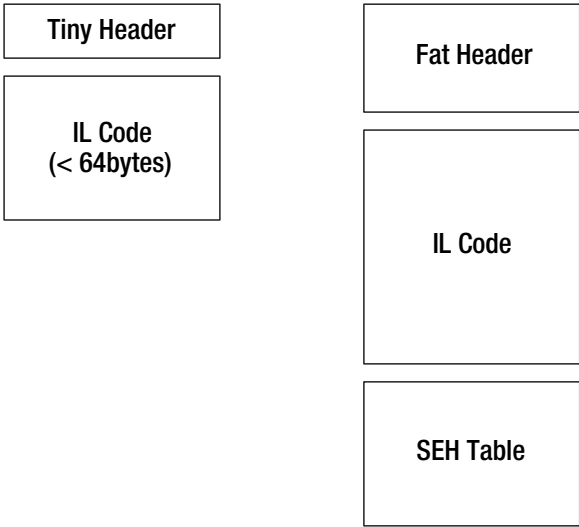 Tiny Header
IL Code
(< 64bytes)
Fat Header
IL Code
SEH Table